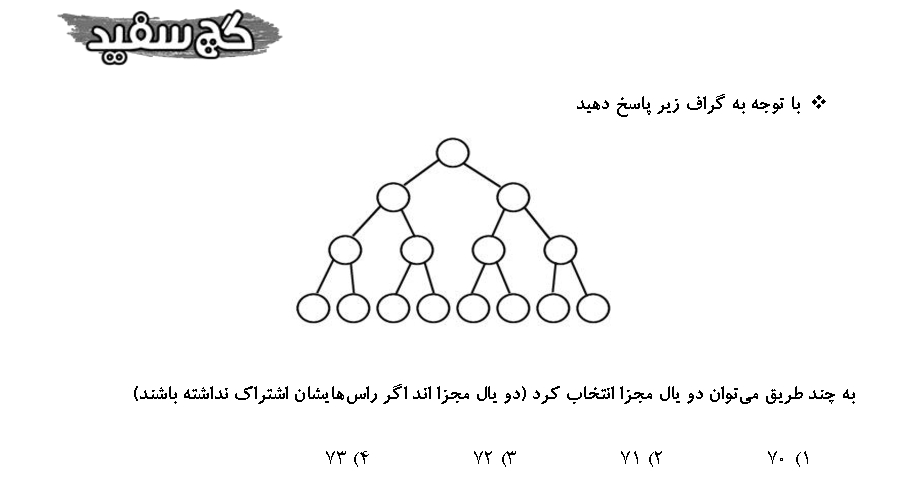 گچ سفید
❖ با توجه به گراف زیر پاسخ دهید
به چند طریق می‌توان دو یال مجزا انتخاب کرد (دو یال مجزا اند اگر راس‌هایشان اشتراک نداشته باشند)
۱) ۷۰ ۲) ۷۱ ۳) ۷۲ ۴) ۷۳